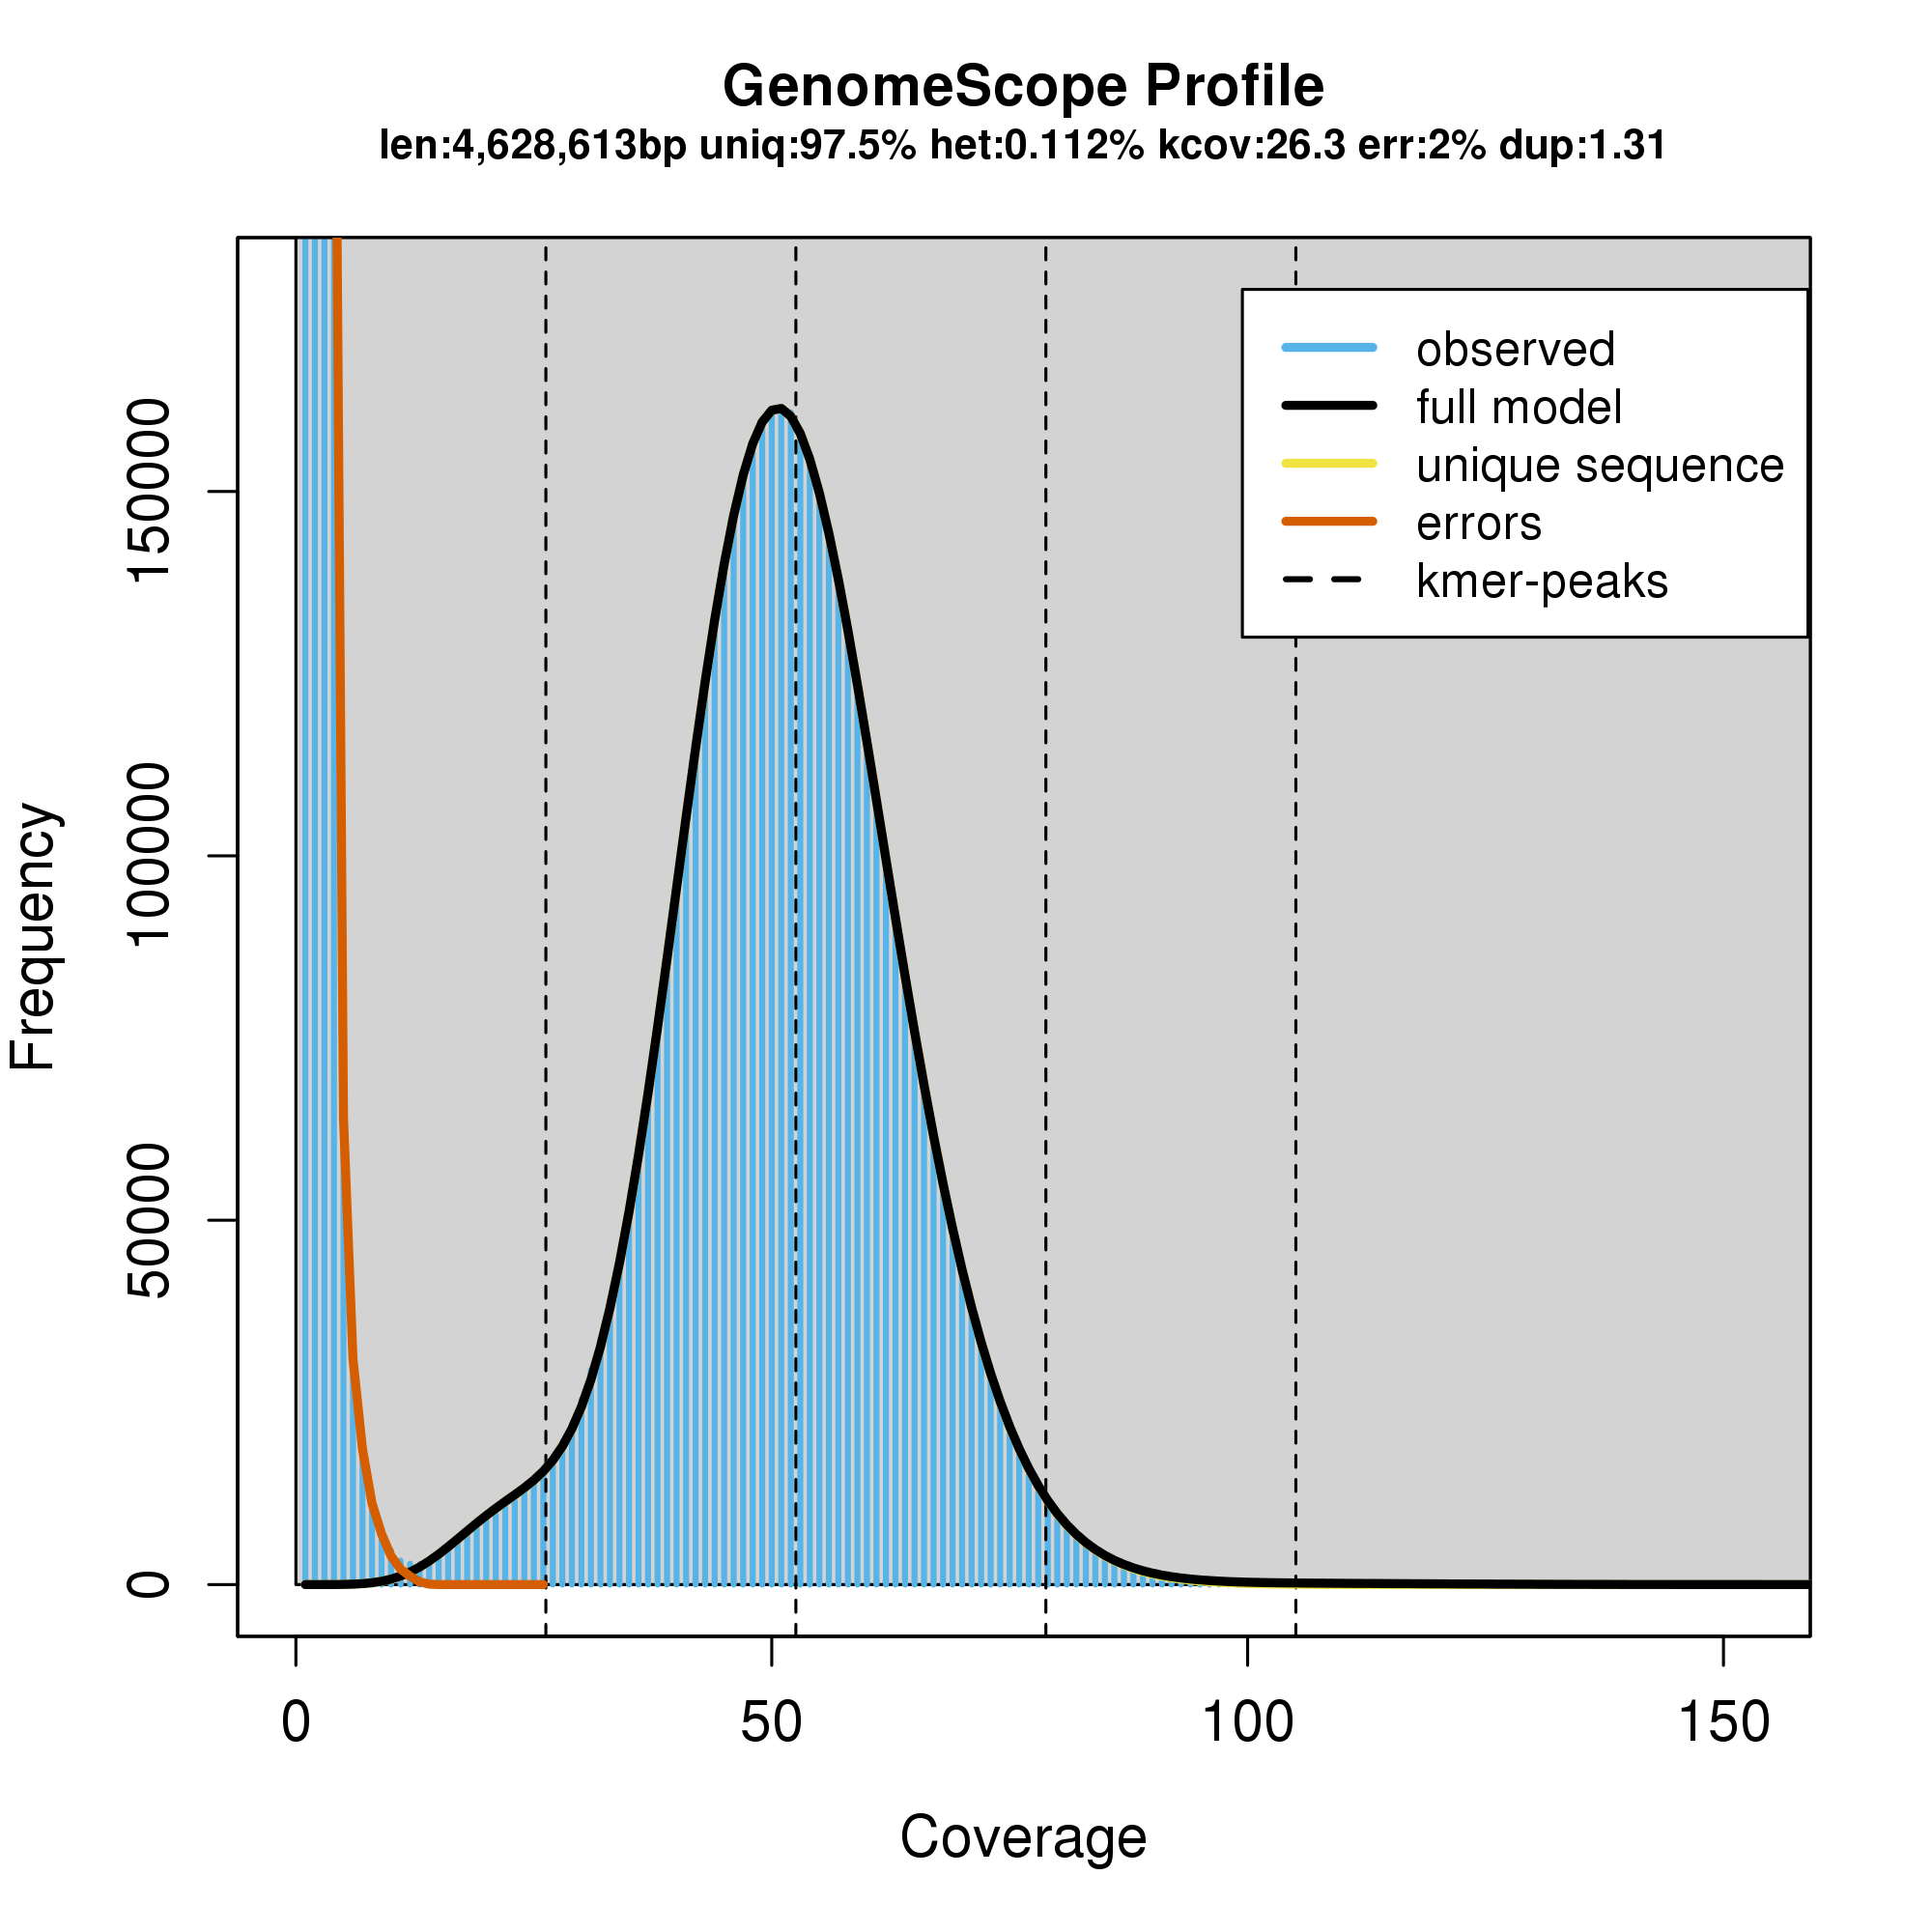 GenomeScope Profile
len:4,628,613bp uniq:97.5% het:0.112% kcov:26.3 err:2% dup:1.31
observed
full model
unique sequence
errors
kmer-peaks
Frequency
150000
100000
50000
0
0 50 100 150
Coverage